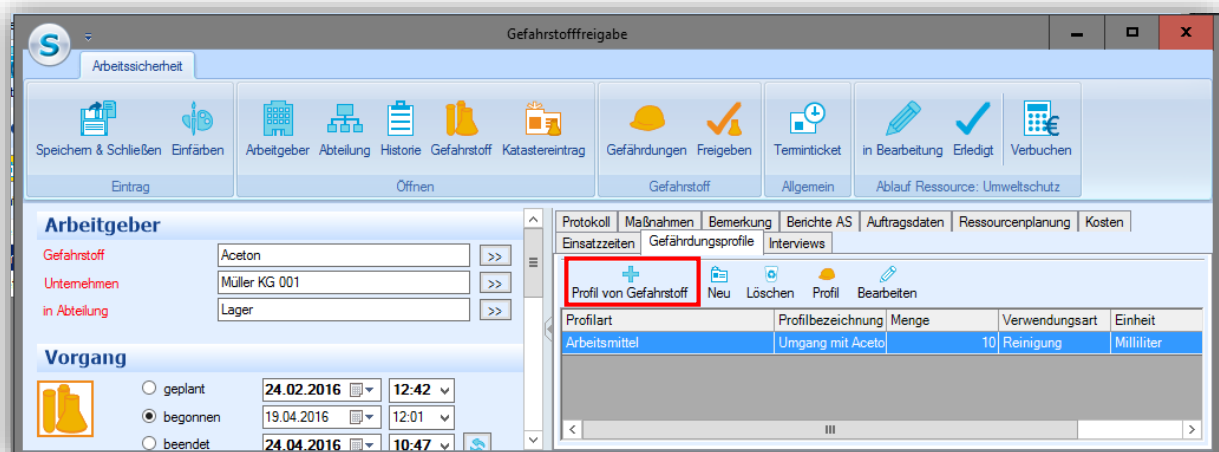 Gefahrstofffreigabe
S
Arbeitssicherheit
Speichern & Schließen Einfärben Arbeitgeber Abteilung Historie Gefahrstoff Katastereintrag Gefährdungen Freigeben Terminticket in Bearbeitung Erledigt Verbuchen
Eintrag Öffnen Gefahrstoff Allgemein Ablauf Ressource: Umweltschutz
Arbeitgeber
Gefahrstoff Aceton >>
Unternehmen Müller KG 001 >>
in Abteilung Lager >>
Vorgang
geplant 24.02.2016 12:42
begonnen 19.04.2016 12:01
beendet 24.04.2016 10:47
Protokoll Maßnahmen Bemerkung Berichte AS Auftragsdaten Ressourcenplanung Kosten
Einsatzzeiten Gefährdungsprofile Interviews
Profil von Gefahrstoff Neu Löschen Profil Bearbeiten
Profilart Profilbezeichnung Menge Verwendungsart Einheit
Arbeitsmittel Umgang mit Aceto 10 Reinigung Milliliter